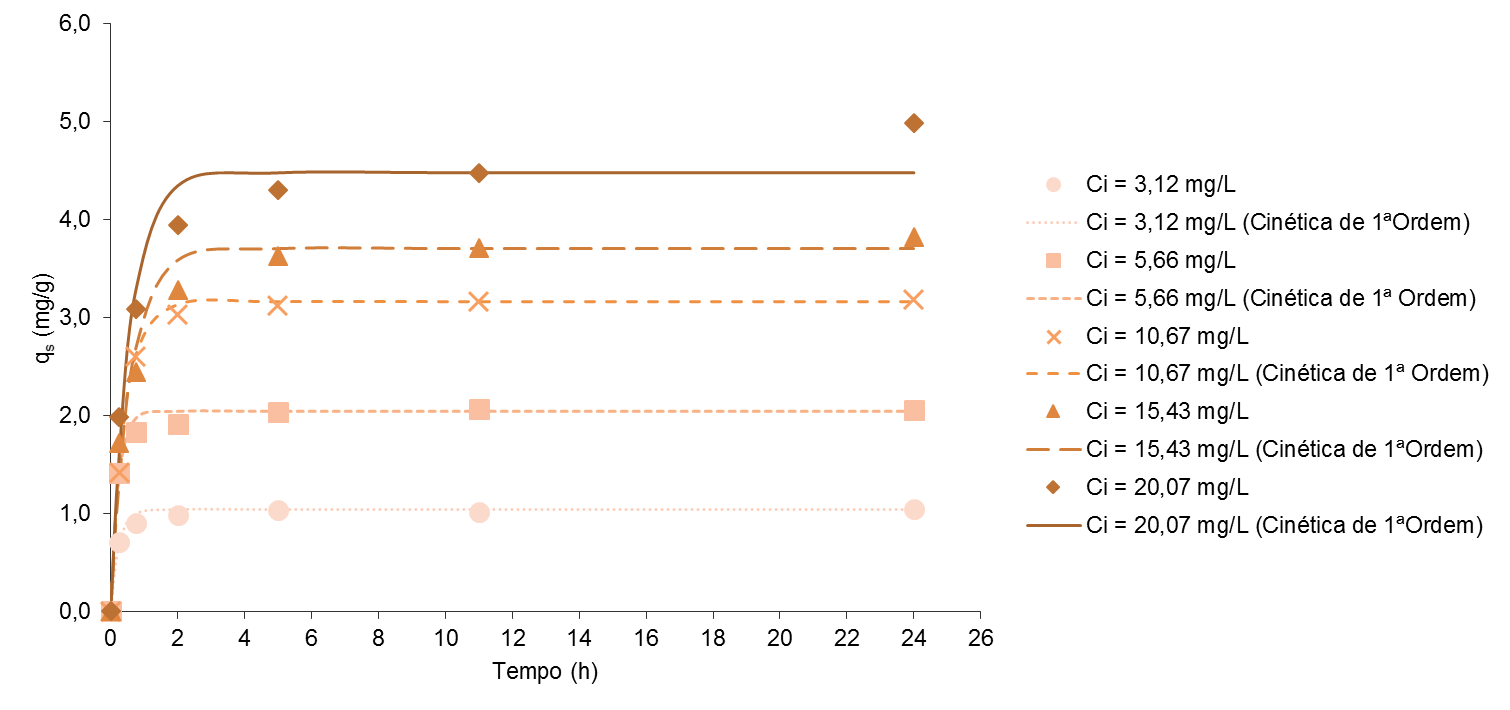 6,0
5,0
4,0
3,0
2,0
1,0
0,0
qs (mg/g)
0 2 4 6 8 10 12 14 16 18 20 22 24 26
Tempo (h)
Ci = 3,12 mg/L
Ci = 3,12 mg/L (Cinética de 1ªOrdem)
Ci = 5,66 mg/L
Ci = 5,66 mg/L (Cinética de 1ª Ordem)
Ci = 10,67 mg/L
Ci = 10,67 mg/L (Cinética de 1ª Ordem)
Ci = 15,43 mg/L
Ci = 15,43 mg/L (Cinética de 1ªOrdem)
Ci = 20,07 mg/L
Ci = 20,07 mg/L (Cinética de 1ªOrdem)